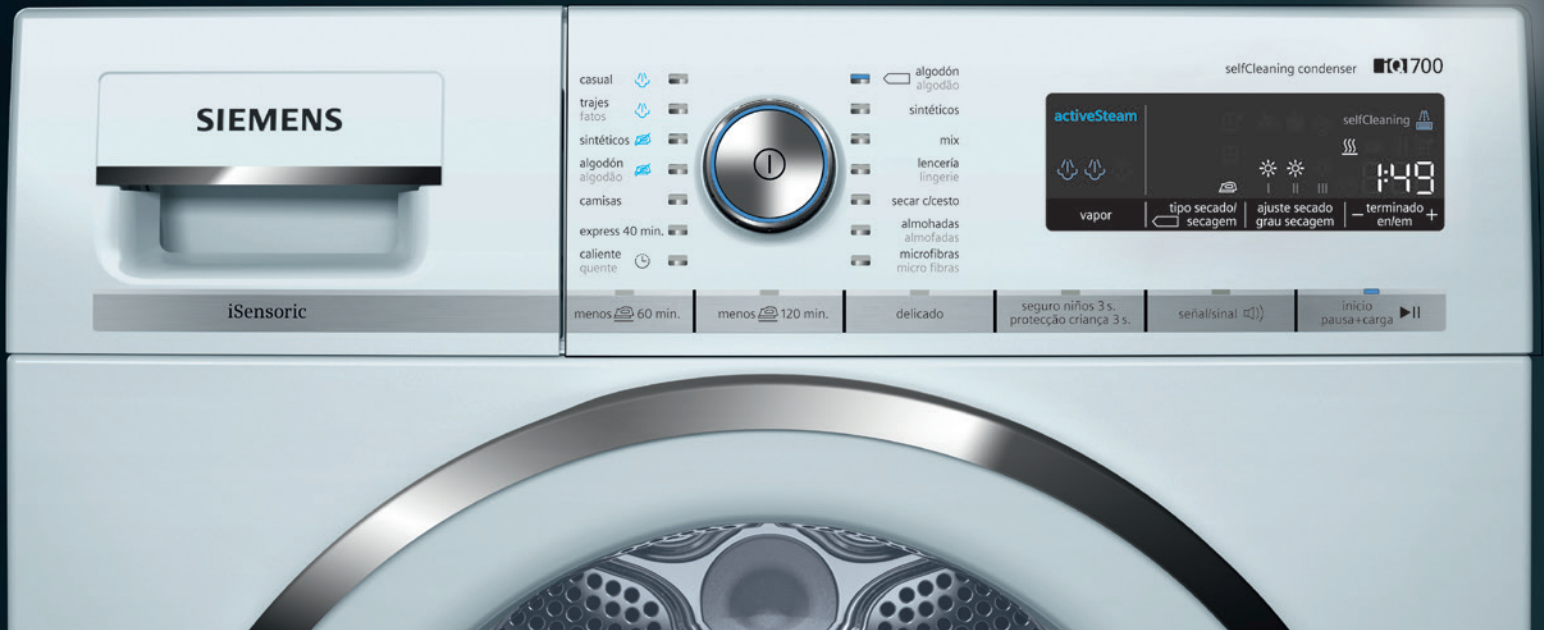 SIEMENS
iSensoric
casual
trajes
fatos
sintéticos
algodón
algodão
camisas
express 40 min.
caliente
quente
algodón
algodão
sintéticos
mix
lencería
lingerie
secar c/cesto
almohadas
almofadas
microfibras
micro fibras
selfCleaning condenser iQ700
activeSteam
selfCleaning
1:49
I II III
vapor
tipo secado/
secagem
ajuste secado
grau secagem
− terminado +
en/em
menos 60 min.
menos 120 min.
delicado
seguro niños 3 s.
protecção criança 3 s.
señal/sinal
inicio
pausa+carga